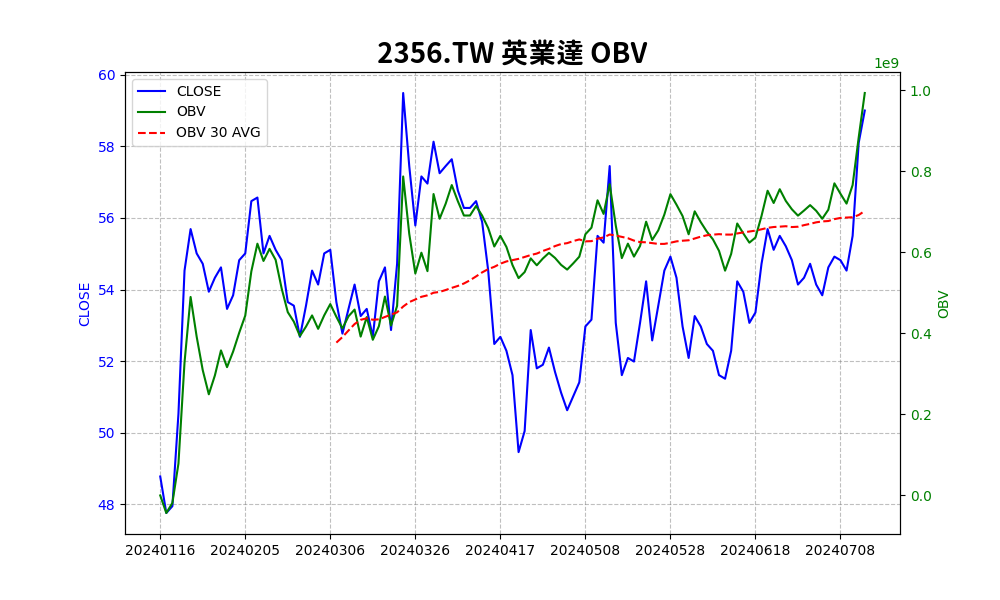 2356.TW 英業達 OBV
1e9
CLOSE
OBV
OBV 30 AVG
60
58
56
54
52
50
48
CLOSE
1.0
0.8
0.6
0.4
0.2
0.0
OBV
20240116 20240205 20240306 20240326 20240417 20240508 20240528 20240618 20240708